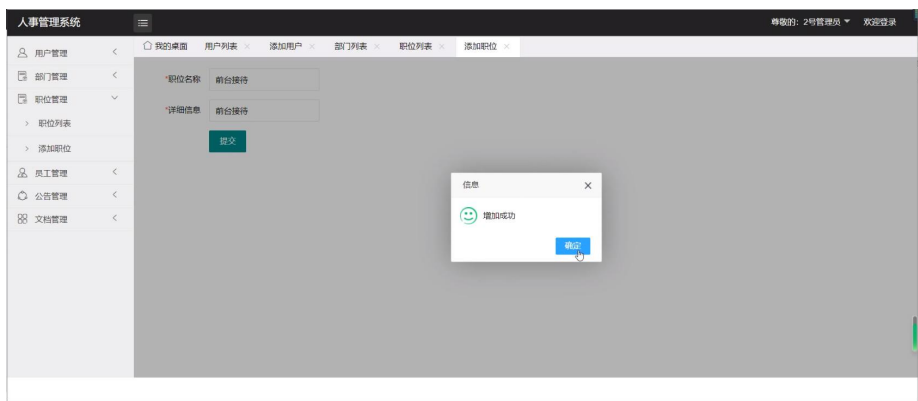 人事管理系统
尊敬的：2号管理员 欢迎登录
用户管理
部门管理
职位管理
职位列表
添加职位
员工管理
公告管理
文档管理
我的桌面 用户列表 添加用户 部门列表 职位列表 添加职位
*职位名称 前台接待
*详细信息 前台接待
提交
信息
增加成功
确定